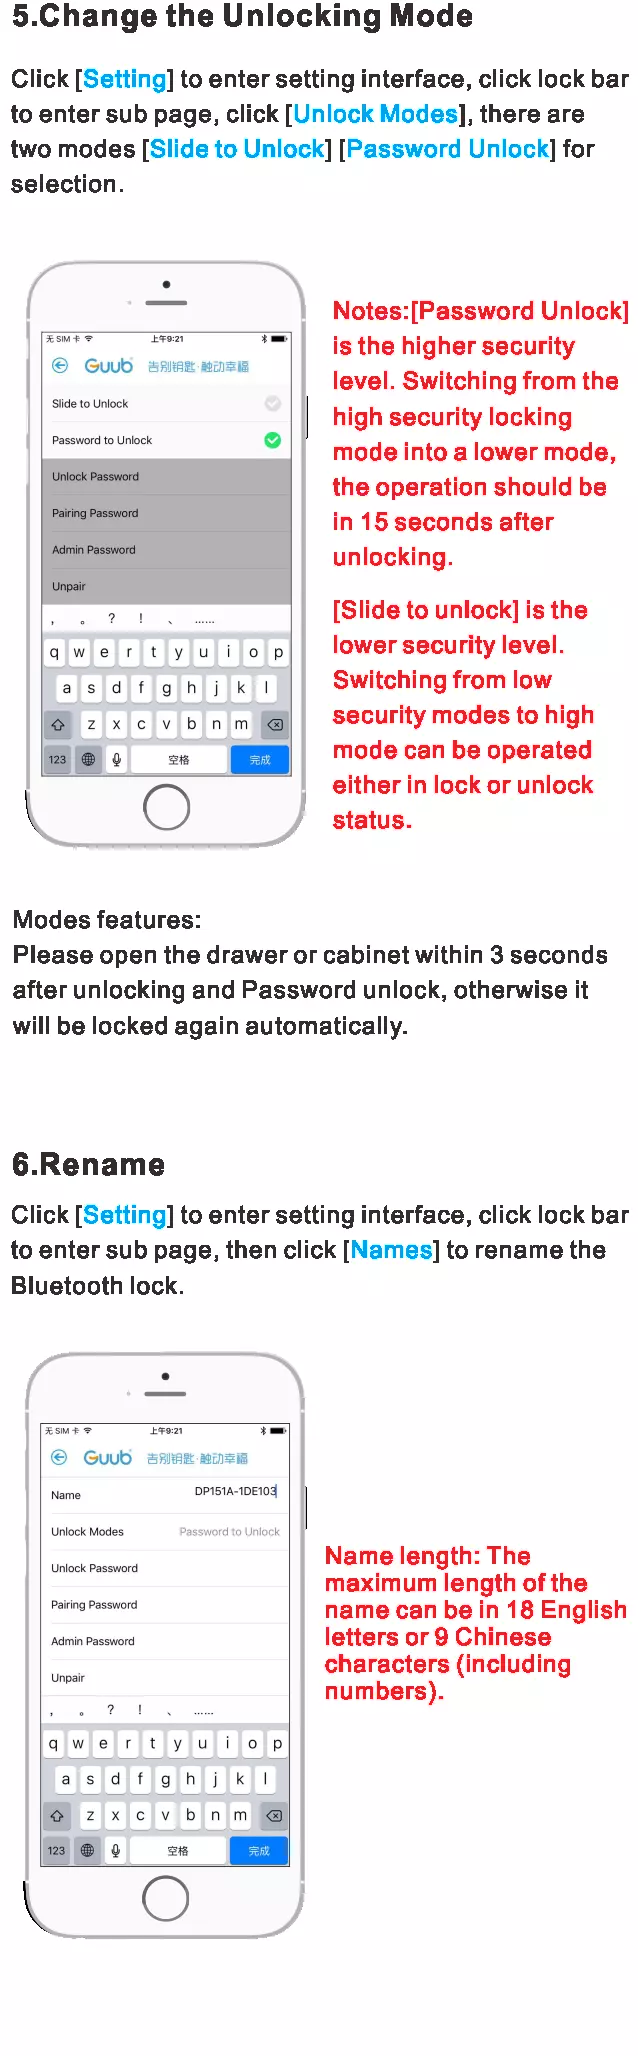 5.Change the Unlocking Mode
Click [Setting] to enter setting interface, click lock bar
to enter sub page, click [Unlock Modes], there are
two modes [Slide to Unlock] [Password Unlock] for
selection.
无 SIM 卡 上午9:21
Guub 吉别钥匙·触动幸福
Slide to Unlock
Password to Unlock
Unlock Password
Pairing Password
Admin Password
Unpair
， 。 ? ! 、 ......
q w e r t y u i o p
a s d f g h j k l
z x c v b n m
123 空格 完成
Notes:[Password Unlock]
is the higher security
level. Switching from the
high security locking
mode into a lower mode,
the operation should be
in 15 seconds after
unlocking.
[Slide to unlock] is the
lower security level.
Switching from low
security modes to high
mode can be operated
either in lock or unlock
status.
Modes features:
Please open the drawer or cabinet within 3 seconds
after unlocking and Password unlock, otherwise it
will be locked again automatically.
6.Rename
Click [Setting] to enter setting interface, click lock bar
to enter sub page, then click [Names] to rename the
Bluetooth lock.
无 SIM 卡 上午9:21
Guub 吉别钥匙·触动幸福
Name DP151A-1DE103
Unlock Modes Password to Unlock
Unlock Password
Pairing Password
Admin Password
Unpair
， 。 ? ! 、 ......
q w e r t y u i o p
a s d f g h j k l
z x c v b n m
123 空格 完成
Name length: The
maximum length of the
name can be in 18 English
letters or 9 Chinese
characters (including
numbers).